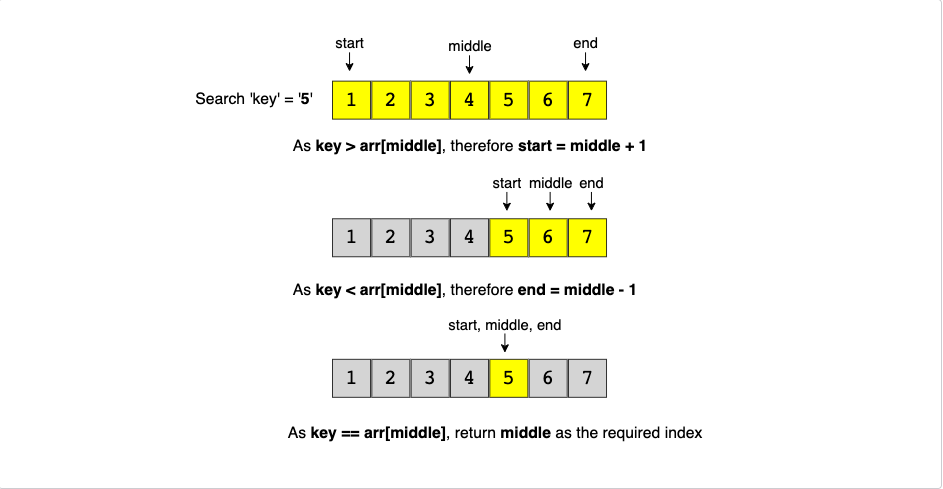 start middle end
Search 'key' = '5' 1 2 3 4 5 6 7
As key > arr[middle], therefore start = middle + 1
start middle end
1 2 3 4 5 6 7
As key < arr[middle], therefore end = middle - 1
start, middle, end
1 2 3 4 5 6 7
As key == arr[middle], return middle as the required index